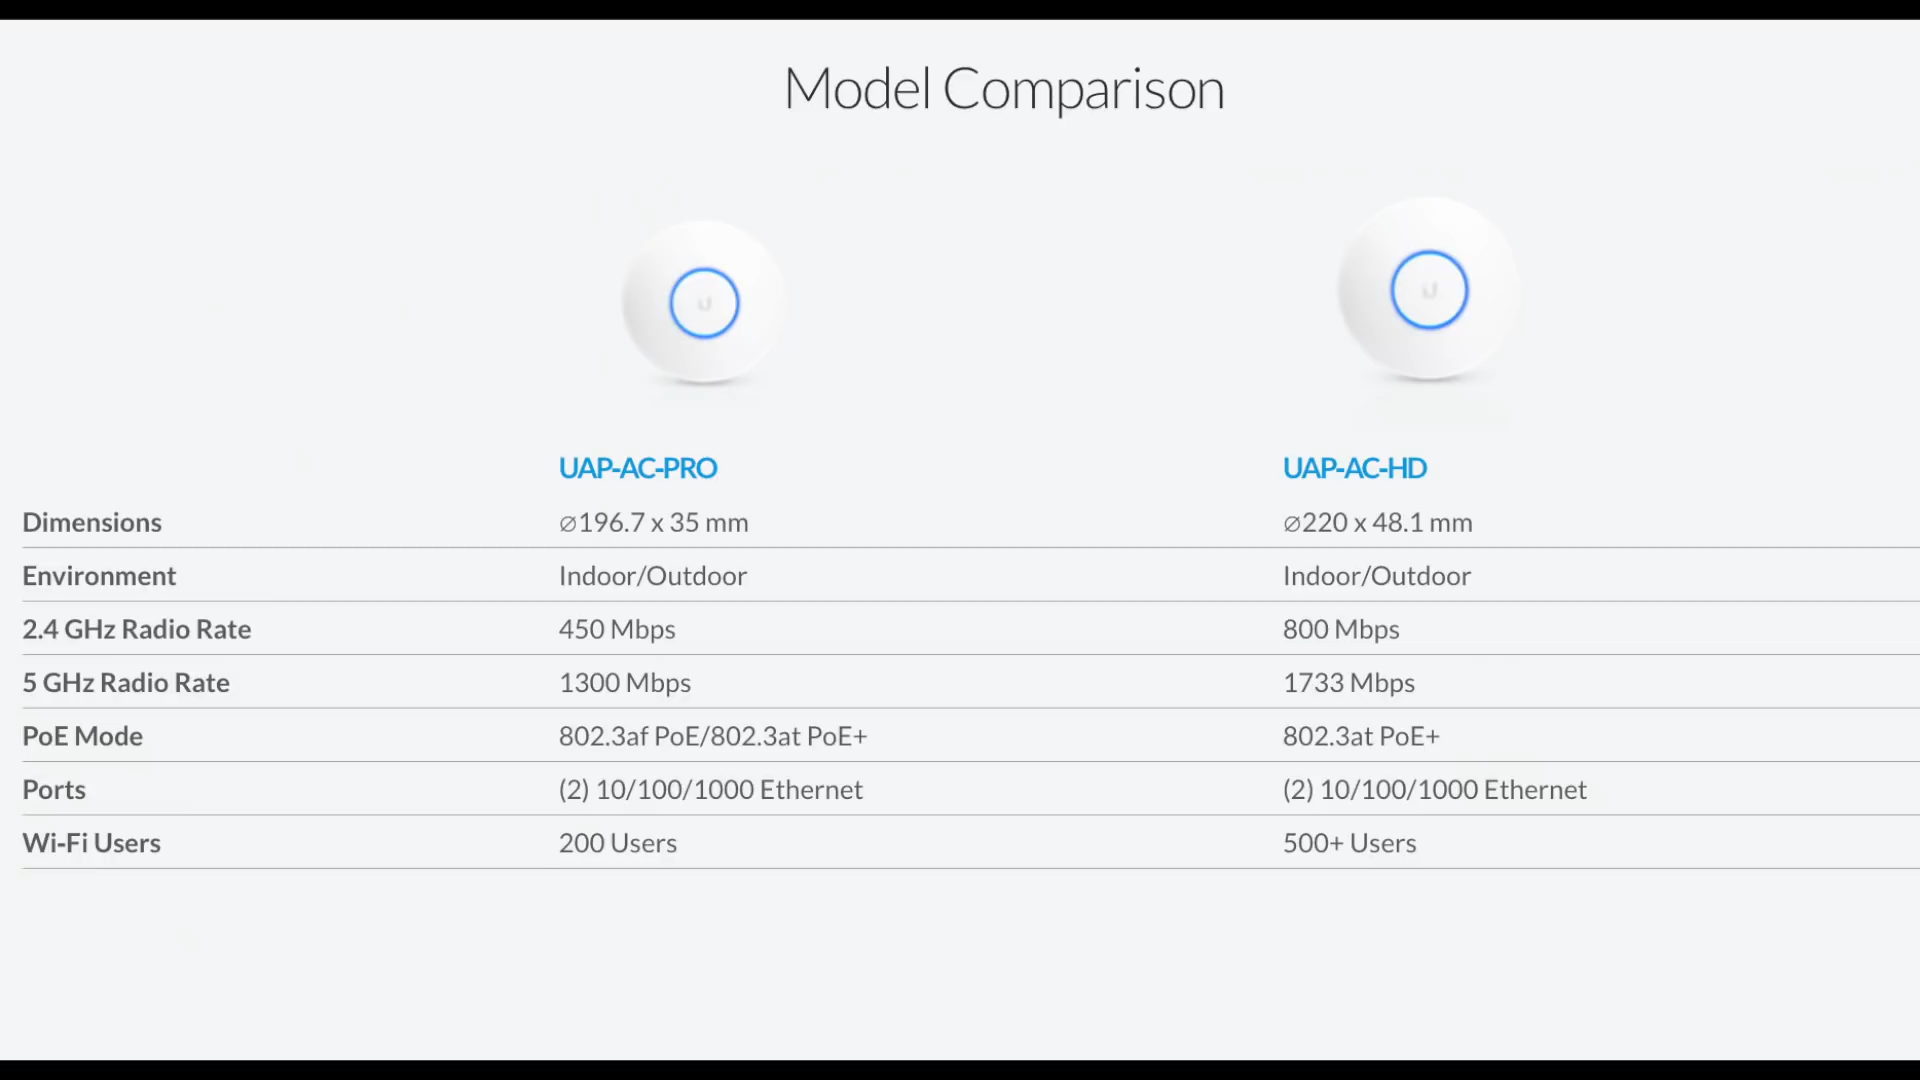 Model Comparison
UAP-AC-PRO UAP-AC-HD
Dimensions ⌀196.7 x 35 mm ⌀220 x 48.1 mm
Environment Indoor/Outdoor Indoor/Outdoor
2.4 GHz Radio Rate 450 Mbps 800 Mbps
5 GHz Radio Rate 1300 Mbps 1733 Mbps
PoE Mode 802.3af PoE/802.3at PoE+ 802.3at PoE+
Ports (2) 10/100/1000 Ethernet (2) 10/100/1000 Ethernet
Wi-Fi Users 200 Users 500+ Users